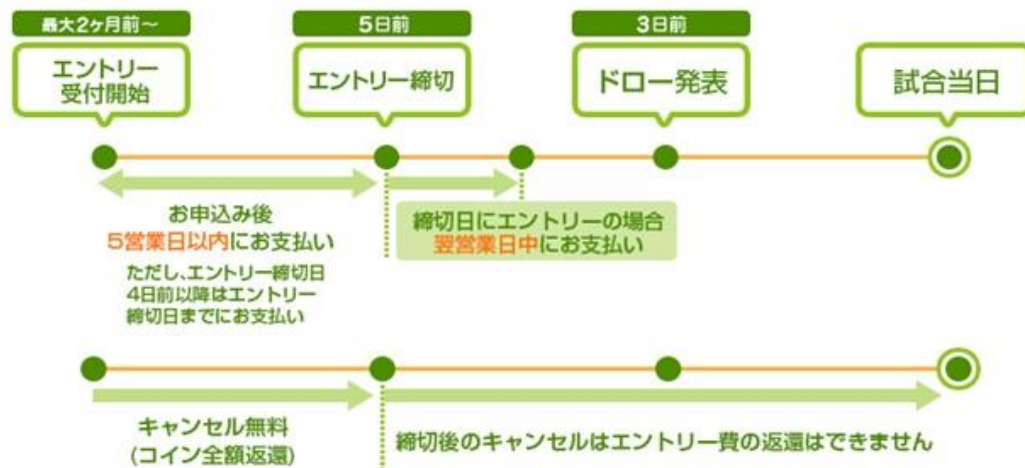 最大2ヶ月前～
エントリー
受付開始
5日前
エントリー締切
3日前
ドロー発表
試合当日
お申込み後
5営業日以内にお支払い
ただし、エントリー締切日
4日前以降はエントリー
締切日までにお支払い
締切日にエントリーの場合
翌営業日中にお支払い
キャンセル無料
(コイン全額返還)
締切後のキャンセルはエントリー費の返還はできません